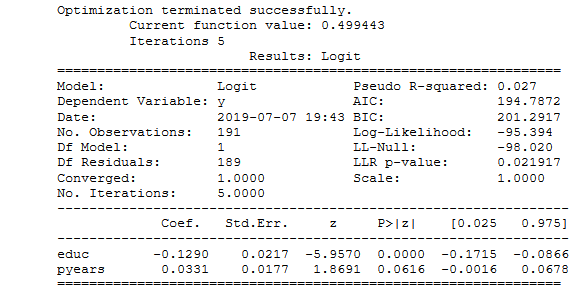 Optimization terminated successfully.
Current function value: 0.499443
Iterations 5
Results: Logit
=================================================================
Model: Logit Pseudo R-squared: 0.027
Dependent Variable: y AIC: 194.7872
Date: 2019-07-07 19:43 BIC: 201.2917
No. Observations: 191 Log-Likelihood: -95.394
Df Model: 1 LL-Null: -98.020
Df Residuals: 189 LLR p-value: 0.021917
Converged: 1.0000 Scale: 1.0000
No. Iterations: 5.0000
-----------------------------------------------------------------
Coef. Std.Err. z P>|z| [0.025 0.975]
-----------------------------------------------------------------
educ -0.1290 0.0217 -5.9570 0.0000 -0.1715 -0.0866
pyears 0.0331 0.0177 1.8691 0.0616 -0.0016 0.0678
=================================================================